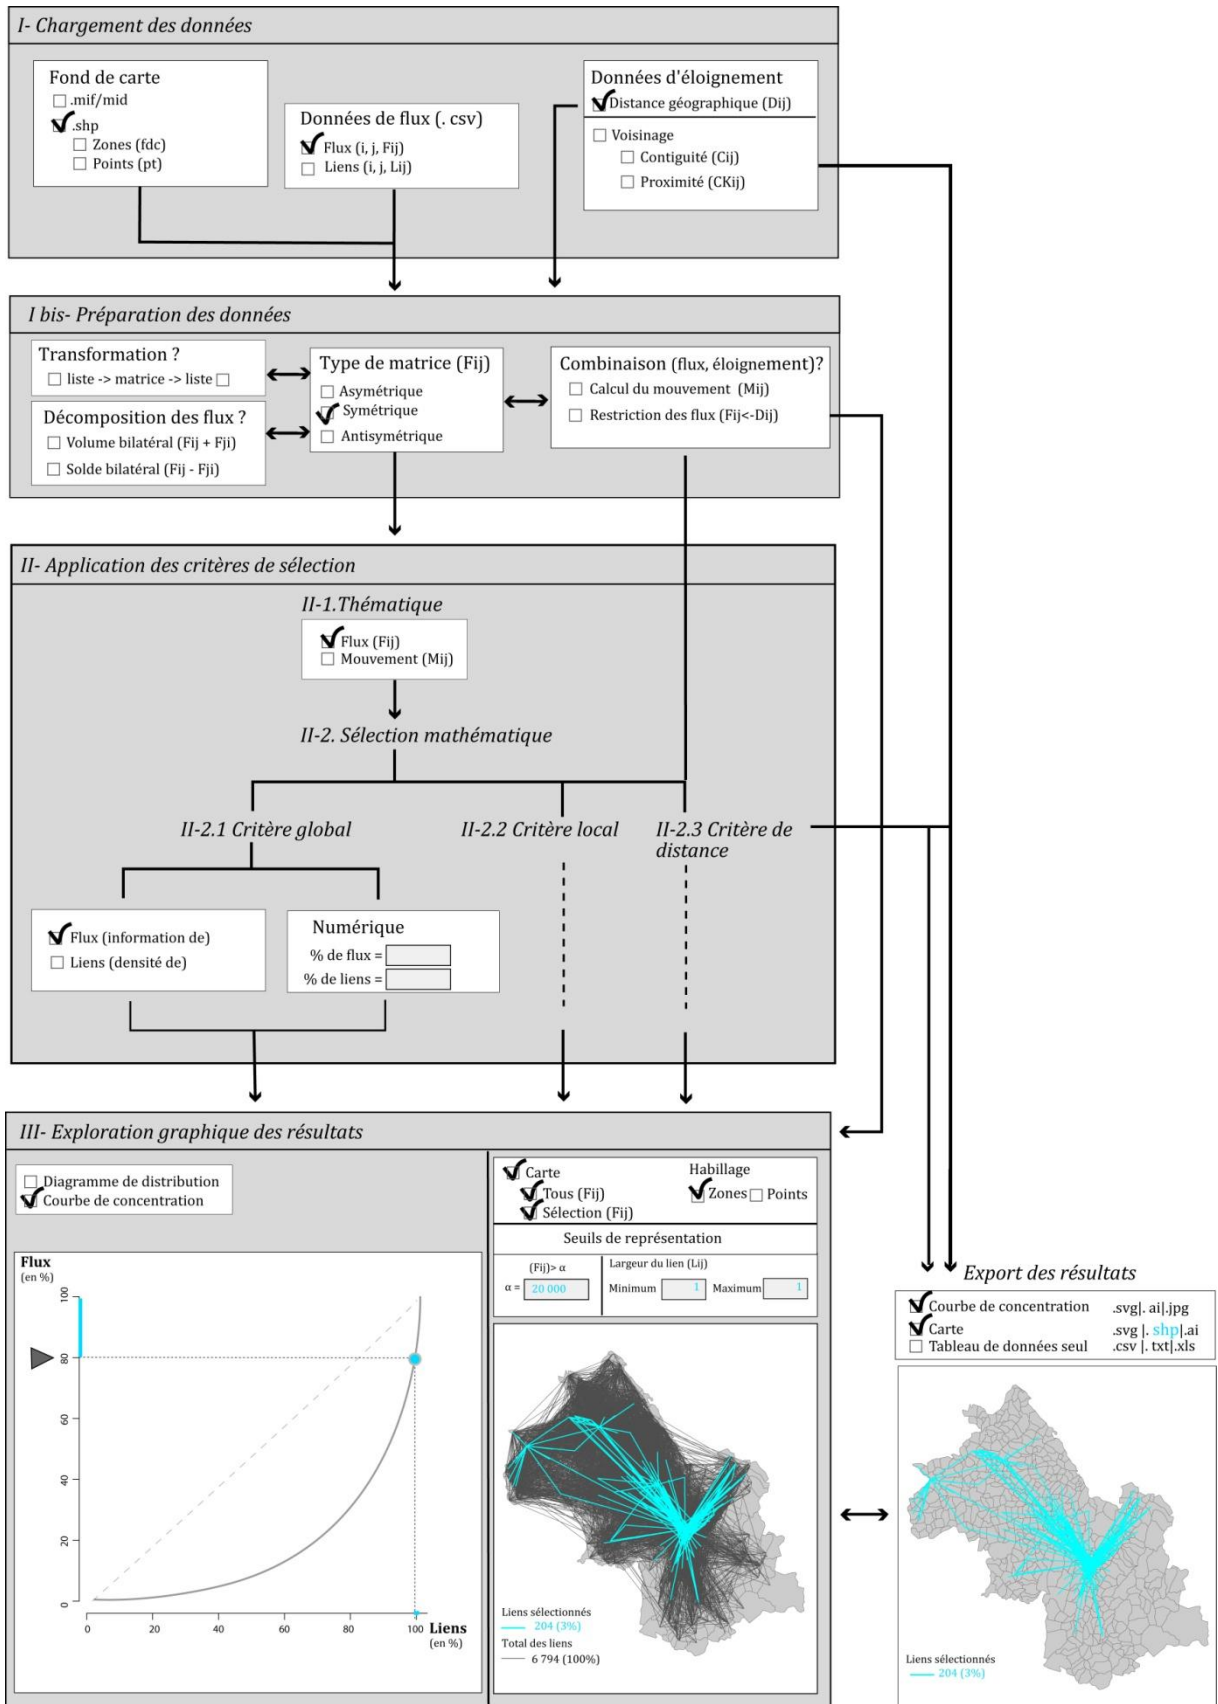 I- Chargement des données
Fond de carte
.mif/mid
.shp
Zones (fdc)
Points (pt)
Données de flux (. csv)
Flux (i, j, Fij)
Liens (i, j, Lij)
Données d'éloignement
Distance géographique (Dij)
Voisinage
Contiguité (Cij)
Proximité (CKij)
I bis- Préparation des données
Transformation ?
liste -> matrice -> liste
Décomposition des flux ?
Volume bilatéral (Fij + Fji)
Solde bilatéral (Fij - Fji)
Type de matrice (Fij)
Asymétrique
Symétrique
Antisymétrique
Combinaison (flux, éloignement)?
Calcul du mouvement (Mij)
Restriction des flux (Fij<-Dij)
II- Application des critères de sélection
II-1.Thématique
Flux (Fij)
Mouvement (Mij)
II-2. Sélection mathématique
II-2.1 Critère global
II-2.2 Critère local
II-2.3 Critère de
distance
Flux (information de)
Liens (densité de)
Numérique
% de flux =
% de liens =
III- Exploration graphique des résultats
Diagramme de distribution
Courbe de concentration
Flux
(en %)
100
80
60
40
20
0
0 20 40 60 80 100
Liens
(en %)
Carte
Tous (Fij)
Sélection (Fij)
Habillage
Zones Points
Seuils de représentation
(Fij)> α
α = 20 000
Largeur du lien (Lij)
Minimum 1 Maximum 1
Liens sélectionnés
204 (3%)
Total des liens
6 794 (100%)
Export des résultats
Courbe de concentration .svg|. ai|.jpg
Carte .svg |. shp|.ai
Tableau de données seul .csv |. txt|.xls
Liens sélectionnés
204 (3%)